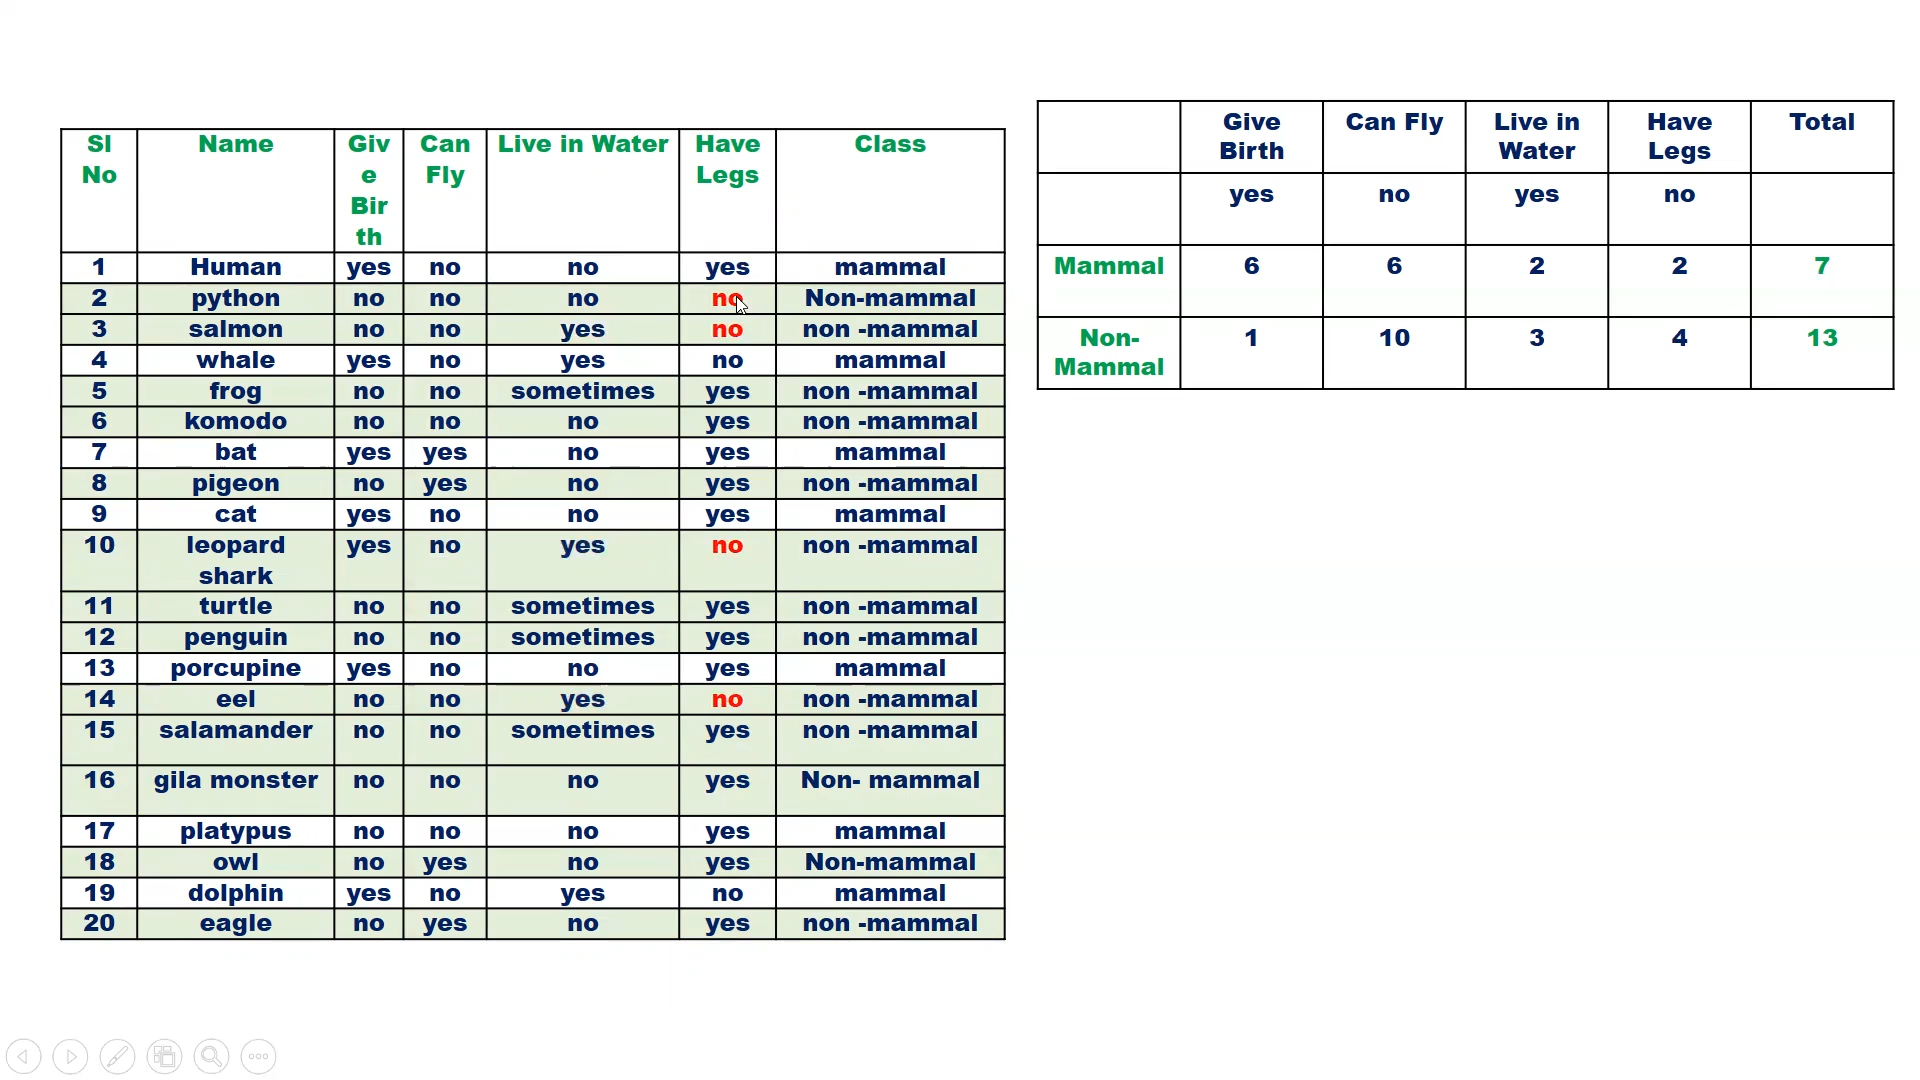 Sl No Name Giv e Bir th Can Fly Live in Water Have Legs Class
1 Human yes no no yes mammal
2 python no no no no Non-mammal
3 salmon no no yes no non -mammal
4 whale yes no yes no mammal
5 frog no no sometimes yes non -mammal
6 komodo no no no yes non -mammal
7 bat yes yes no yes mammal
8 pigeon no yes no yes non -mammal
9 cat yes no no yes mammal
10 leopard shark yes no yes no non -mammal
11 turtle no no sometimes yes non -mammal
12 penguin no no sometimes yes non -mammal
13 porcupine yes no no yes mammal
14 eel no no yes no non -mammal
15 salamander no no sometimes yes non -mammal
16 gila monster no no no yes Non- mammal
17 platypus no no no yes mammal
18 owl no yes no yes Non-mammal
19 dolphin yes no yes no mammal
20 eagle no yes no yes non -mammal
Give Birth Can Fly Live in Water Have Legs Total
yes no yes no
Mammal 6 6 2 2 7
Non-Mammal 1 10 3 4 13